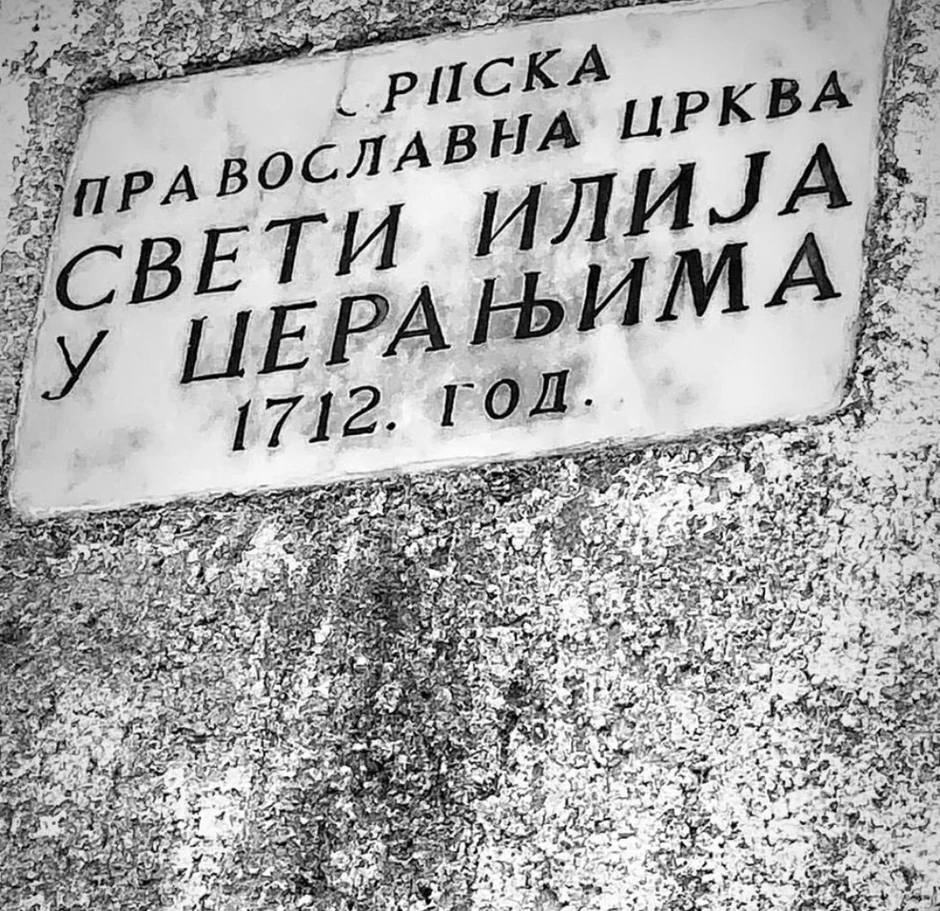 СРПСКА
ПРАВОСЛАВНА ЦРКВА
СВЕТИ ИЛИЈА
У ЦЕРАЊИМА
1712. ГОД.